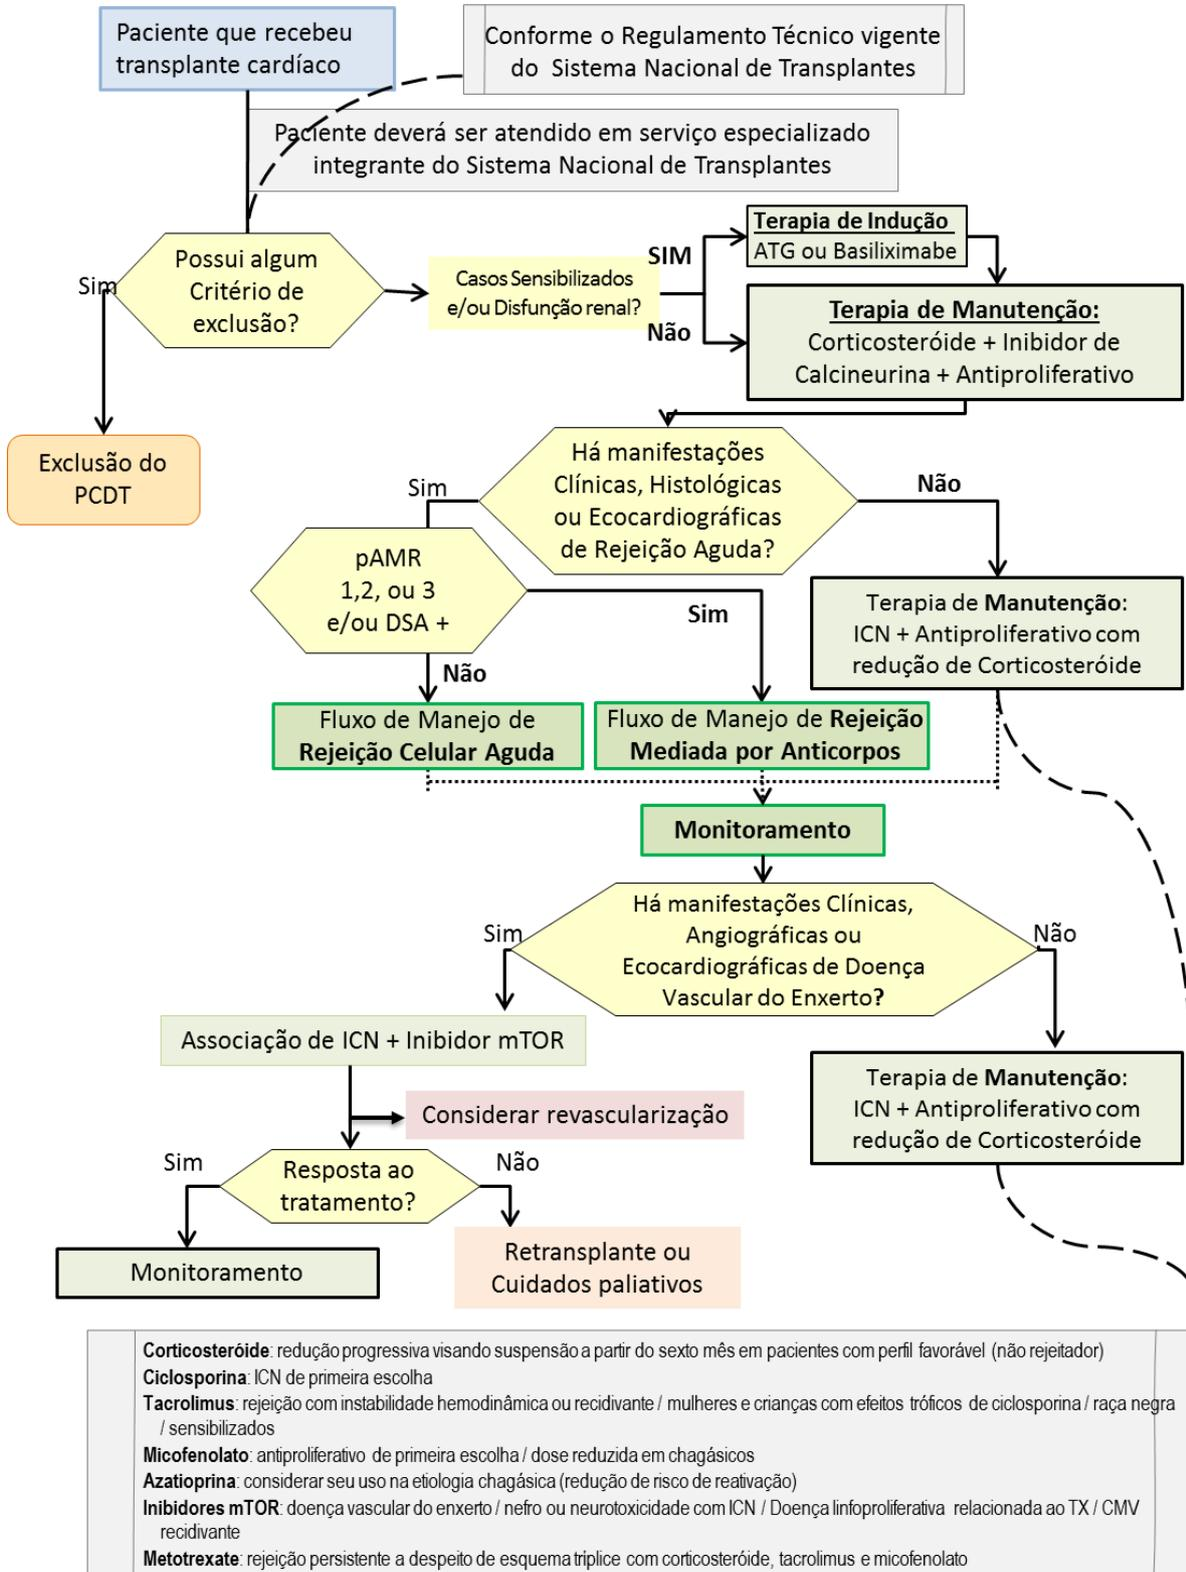 Paciente que recebeu
transplante cardíaco
Conforme o Regulamento Técnico vigente
do Sistema Nacional de Transplantes
Paciente deverá ser atendido em serviço especializado
integrante do Sistema Nacional de Transplantes
Possui algum
Critério de
exclusão?
Sim
Exclusão do
PCDT
Casos Sensibilizados
e/ou Disfunção renal?
SIM
Não
Terapia de Indução
ATG ou Basiliximabe
Terapia de Manutenção:
Corticosteróide + Inibidor de
Calcineurina + Antiproliferativo
Há manifestações
Clínicas, Histológicas
ou Ecocardiográficas
de Rejeição Aguda?
Sim
Não
pAMR
1,2, ou 3
e/ou DSA +
Sim
Não
Terapia de Manutenção:
ICN + Antiproliferativo com
redução de Corticosteróide
Fluxo de Manejo de
Rejeição Celular Aguda
Fluxo de Manejo de Rejeição
Mediada por Anticorpos
Monitoramento
Há manifestações Clínicas,
Angiográficas ou
Ecocardiográficas de Doença
Vascular do Enxerto?
Sim
Não
Associação de ICN + Inibidor mTOR
Considerar revascularização
Terapia de Manutenção:
ICN + Antiproliferativo com
redução de Corticosteróide
Resposta ao
tratamento?
Sim
Não
Monitoramento
Retransplante ou
Cuidados paliativos
Corticosteróide: redução progressiva visando suspensão a partir do sexto mês em pacientes com perfil favorável (não rejeitador)
Ciclosporina: ICN de primeira escolha
Tacrolimus: rejeição com instabilidade hemodinâmica ou recidivante / mulheres e crianças com efeitos tróficos de ciclosporina / raça negra
/ sensibilizados
Micofenolato: antiproliferativo de primeira escolha / dose reduzida em chagásicos
Azatioprina: considerar seu uso na etiologia chagásica (redução de risco de reativação)
Inibidores mTOR: doença vascular do enxerto / nefro ou neurotoxicidade com ICN / Doença linfoproliferativa relacionada ao TX / CMV
recidivante
Metotrexate: rejeição persistente a despeito de esquema tríplice com corticosteróide, tacrolimus e micofenolato